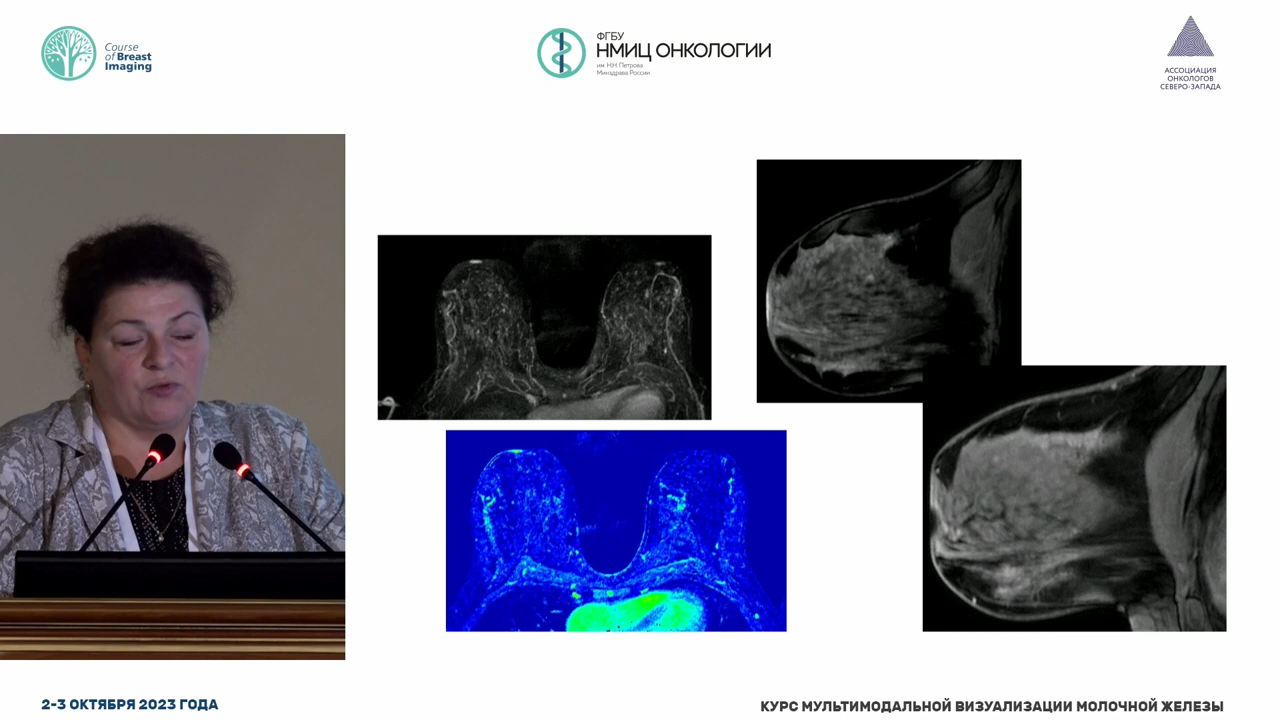 Course
of Breast
Imaging
ФГБУ
НМИЦ ОНКОЛОГИИ
им. Н.Н. Петрова
Минздрава России
АССОЦИАЦИЯ
ОНКОЛОГОВ
СЕВЕРО-ЗАПАДА
2-3 ОКТЯБРЯ 2023 ГОДА
КУРС МУЛЬТИМОДАЛЬНОЙ ВИЗУАЛИЗАЦИИ МОЛОЧНОЙ ЖЕЛЕЗЫ